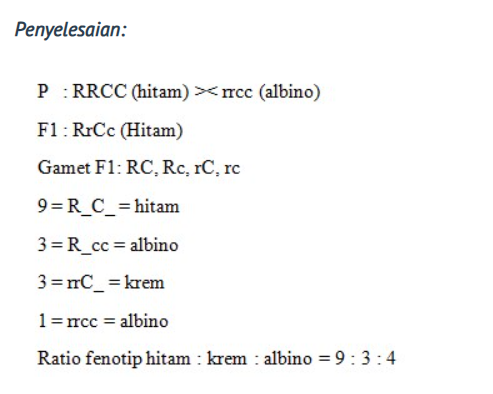 Penyelesaian:
P : RRCC (hitam) >< rrcc (albino)
F1 : RrCc (Hitam)
Gamet F1: RC, Rc, rC, rc
9 = R_C_ = hitam
3 = R_cc = albino
3 = rrC_ = krem
1 = rrcc = albino
Ratio fenotip hitam : krem : albino = 9 : 3 : 4